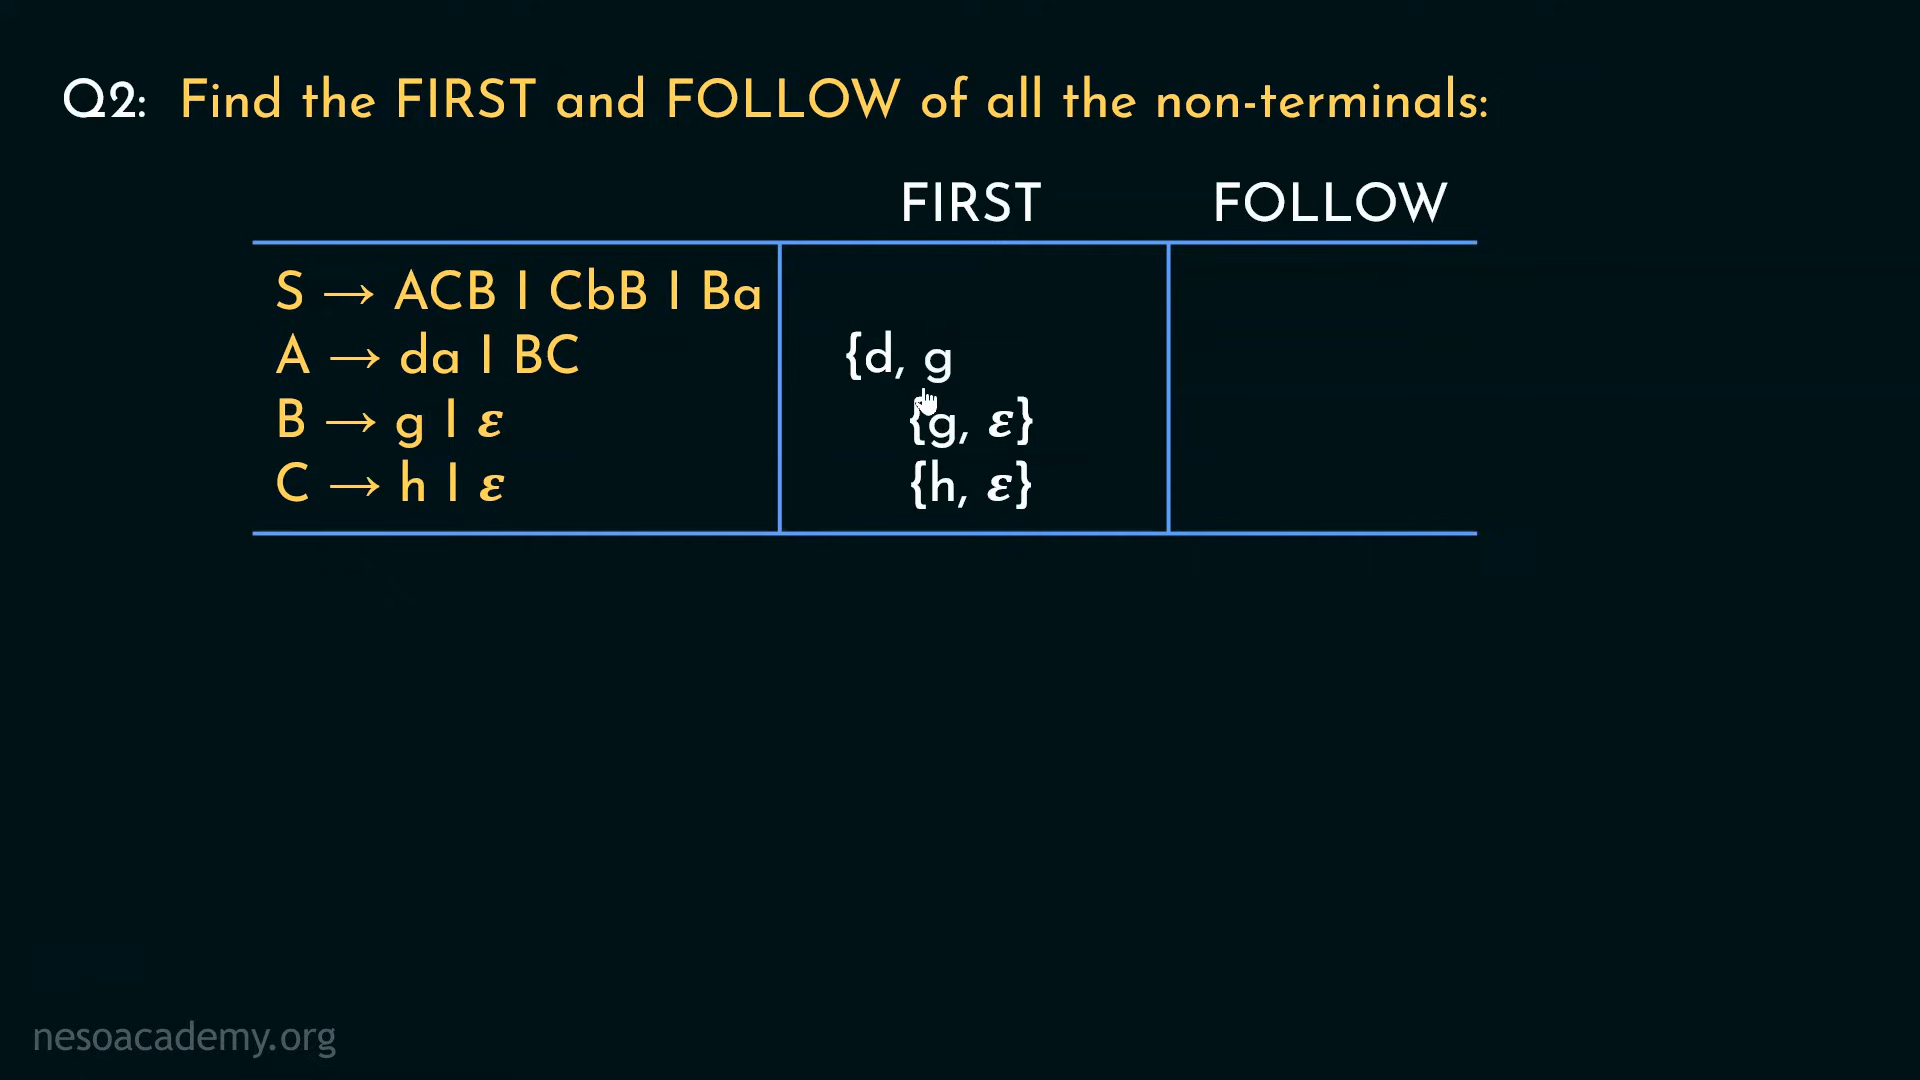 Q2: Find the FIRST and FOLLOW of all the non-terminals:
FIRST FOLLOW
S → ACB | CbB | Ba
A → da | BC {d, g
B → g | ε {g, ε}
C → h | ε {h, ε}
nesoacademy.org